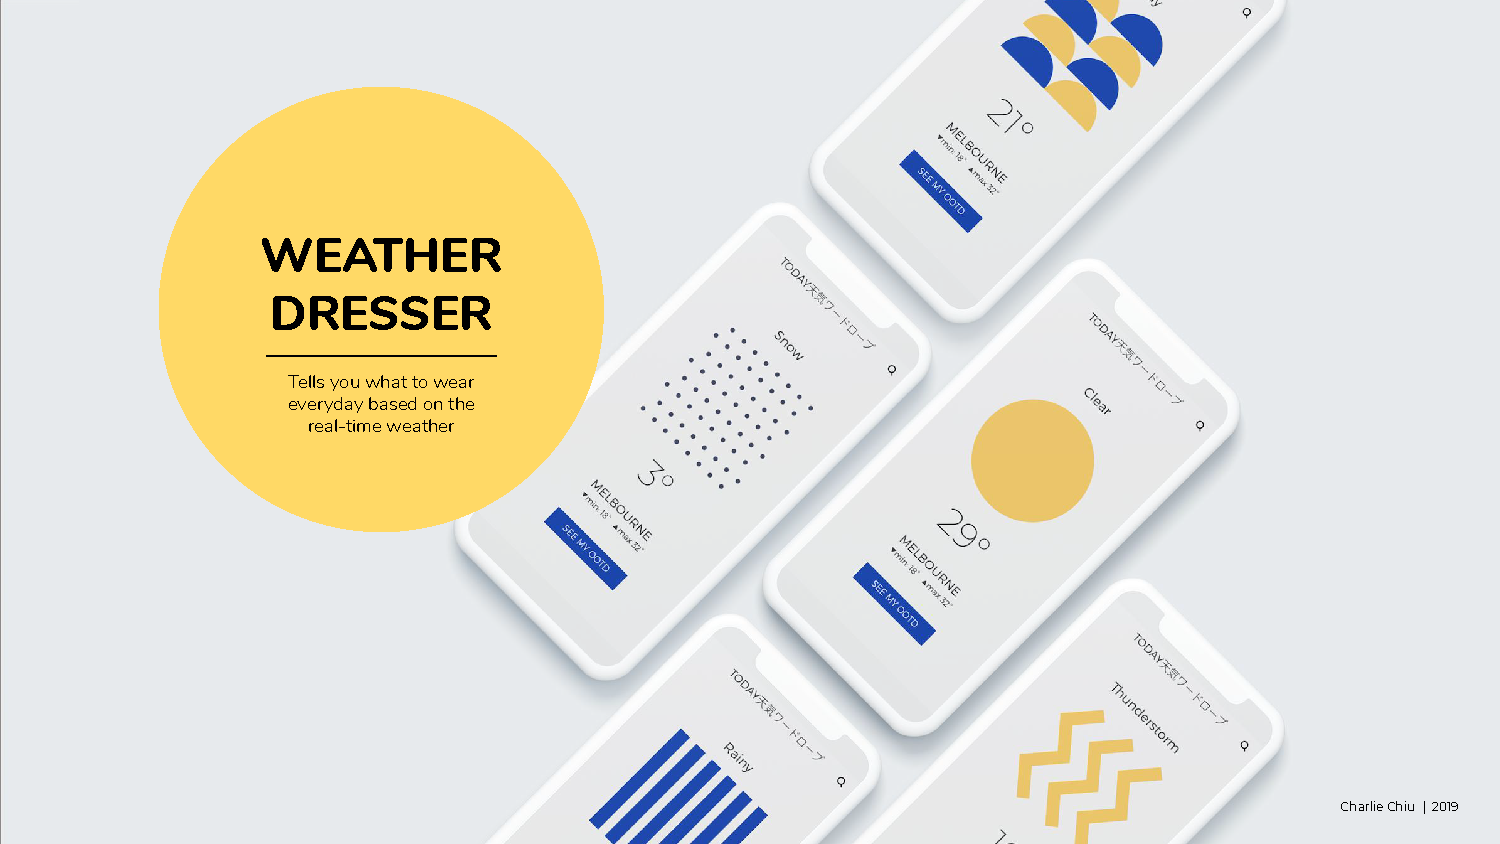 WEATHER
DRESSER
Tells you what to wear
everyday based on the
real-time weather
21°
MELBOURNE
▼min. 18° ▲max 32°
SEE MY OOTD
TODAY天気ワードローブ
Snow
3°
MELBOURNE
▼min. 18° ▲max 32°
SEE MY OOTD
TODAY天気ワードローブ
Clear
29°
MELBOURNE
▼min. 18° ▲max 32°
SEE MY OOTD
TODAY天気ワードローブ
Rainy
TODAY天気ワードローブ
Thunderstorm
Charlie Chiu | 2019